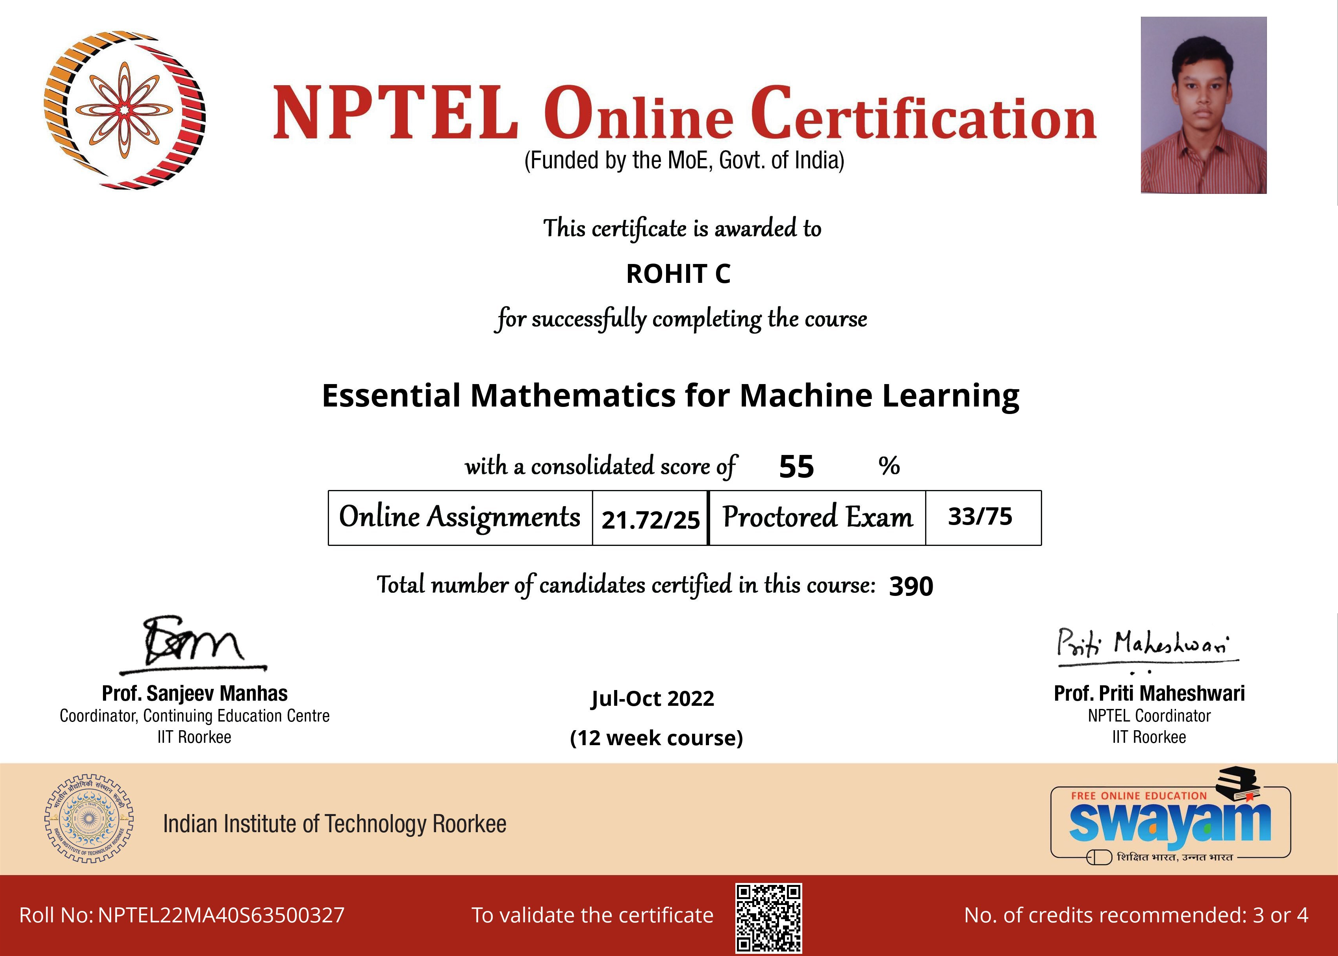 NPTEL Online Certification
(Funded by the MoE, Govt. of India)
This certificate is awarded to
ROHIT C
for successfully completing the course
Essential Mathematics for Machine Learning
with a consolidated score of 55 %
Online Assignments 21.72/25 Proctored Exam 33/75
Total number of candidates certified in this course: 390
Priti Maheshwari
Prof. Sanjeev Manhas
Coordinator, Continuing Education Centre
IIT Roorkee
Jul-Oct 2022
(12 week course)
Prof. Priti Maheshwari
NPTEL Coordinator
IIT Roorkee
Indian Institute of Technology Roorkee
FREE ONLINE EDUCATION
swayam
शिक्षित भारत, उन्नत भारत
Roll No: NPTEL22MA40S63500327
To validate the certificate
No. of credits recommended: 3 or 4